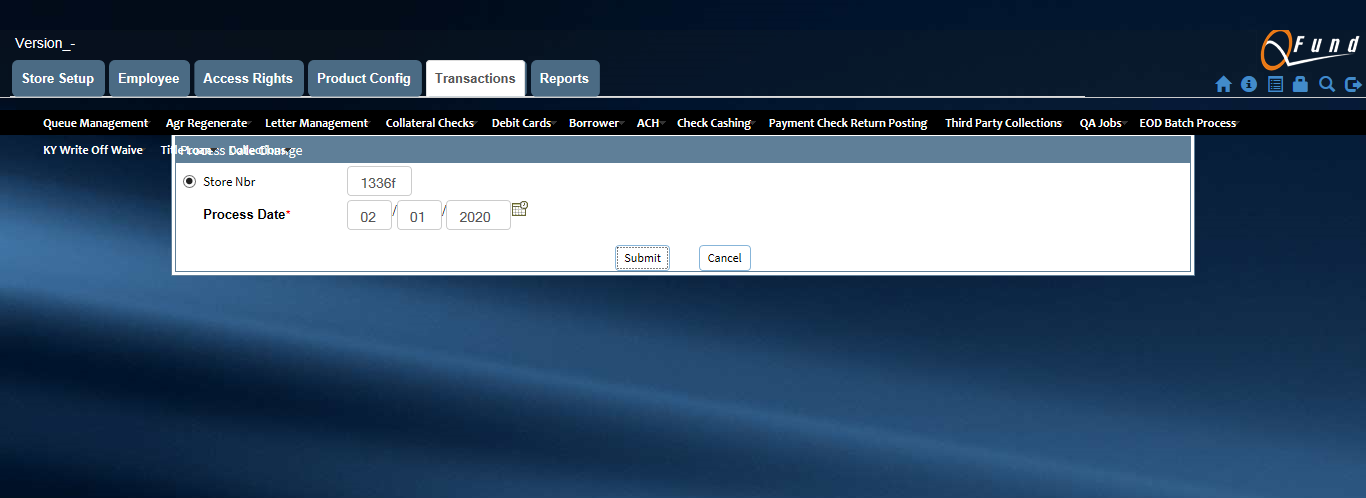 Version_-
QFund
Store Setup Employee Access Rights Product Config Transactions Reports
Queue Management Agr Regenerate Letter Management Collateral Checks Debit Cards Borrower ACH Check Cashing Payment Check Return Posting Third Party Collections QA Jobs EOD Batch Process
KY Write Off Waive Title Loan Collections
Process Date Change
Store Nbr 1336f
Process Date* 02 / 01 / 2020
Submit Cancel